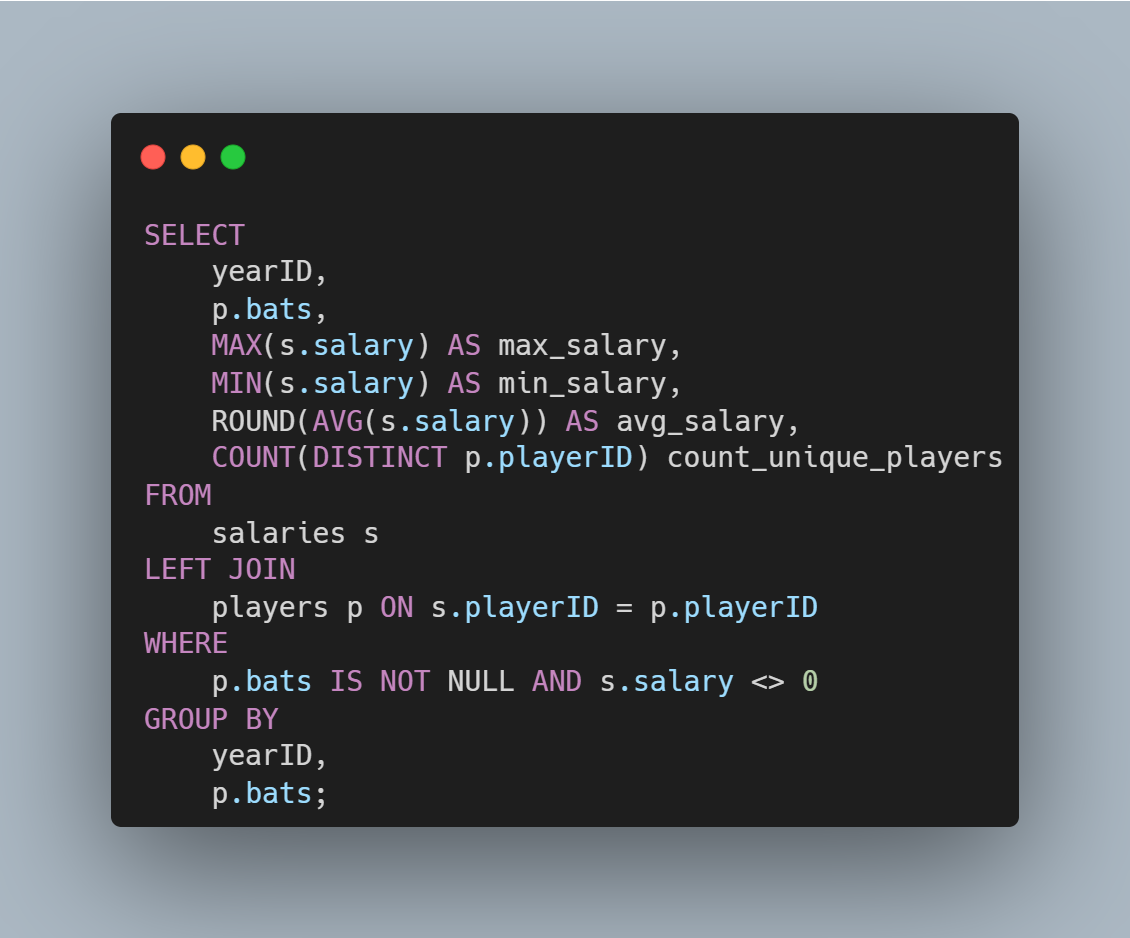 SELECT
    yearID,
    p.bats,
    MAX(s.salary) AS max_salary,
    MIN(s.salary) AS min_salary,
    ROUND(AVG(s.salary)) AS avg_salary,
    COUNT(DISTINCT p.playerID) count_unique_players
FROM
    salaries s
LEFT JOIN
    players p ON s.playerID = p.playerID
WHERE
    p.bats IS NOT NULL AND s.salary <> 0
GROUP BY
    yearID,
    p.bats;